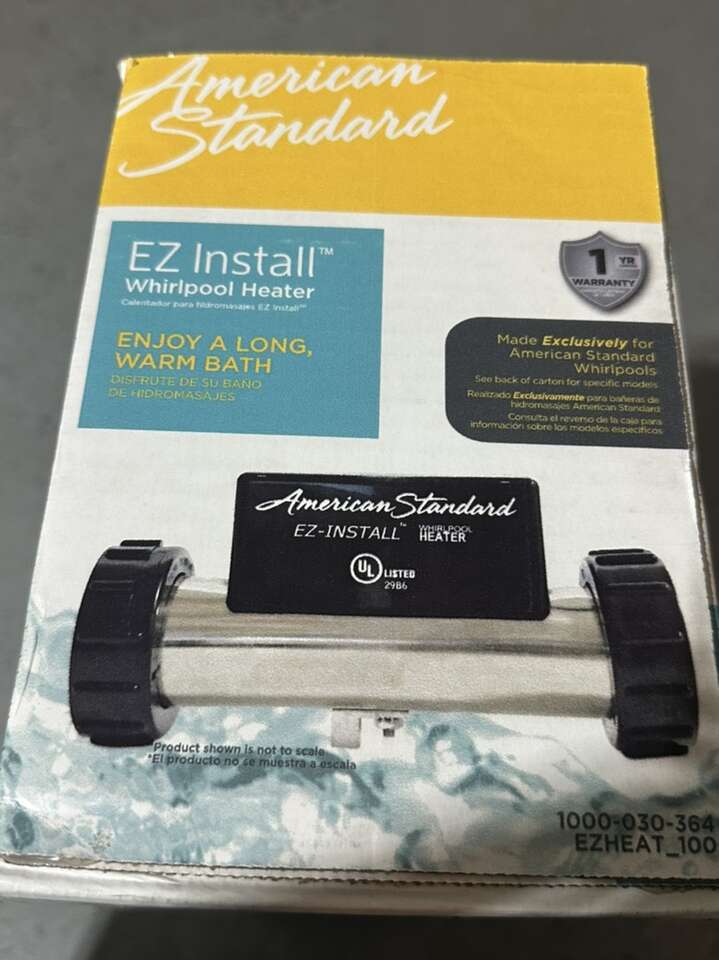 American
Standard
EZ Install™
Whirlpool Heater
Calentador para hidromasajes EZ Install™
ENJOY A LONG,
WARM BATH
DISFRUTE DE SU BAÑO
DE HIDROMASAJES
1 YR
WARRANTY
Made Exclusively for
American Standard
Whirlpools
See back of carton for specific models
Realizado Exclusivamente para bañeras de
hidromasajes American Standard
Consulta el reverso de la caja para
información sobre los modelos específicos
American Standard
EZ-INSTALL™ WHIRLPOOL
HEATER
UL LISTED
2986
Product shown is not to scale
*El producto no se muestra a escala
1000-030-364
EZHEAT_100